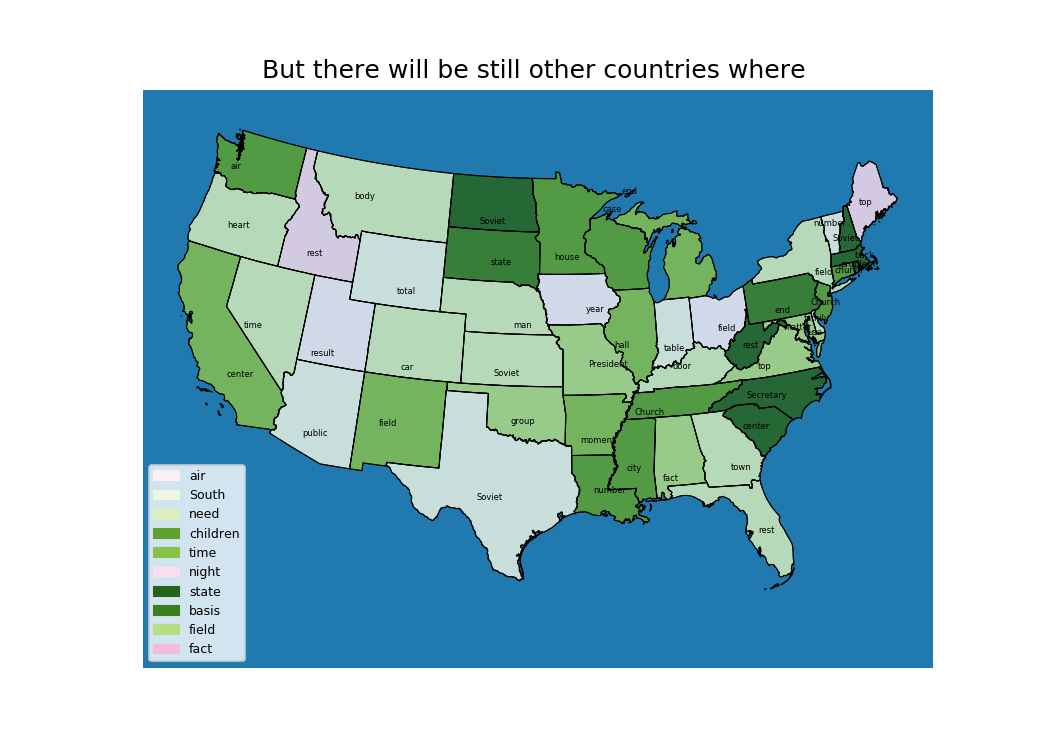 But there will be still other countries where
air
body
end
case
top
heart
Soviet
number
Soviet
rest
house
state
back
church
field
total
year
end
Church
time
man
field
result
hall
table
rest
car
Soviet
President
door
top
center
Secretary
public
field
group
Church
center
moment
city
town
fact
number
Soviet
rest
air
South
need
children
time
night
state
basis
field
fact